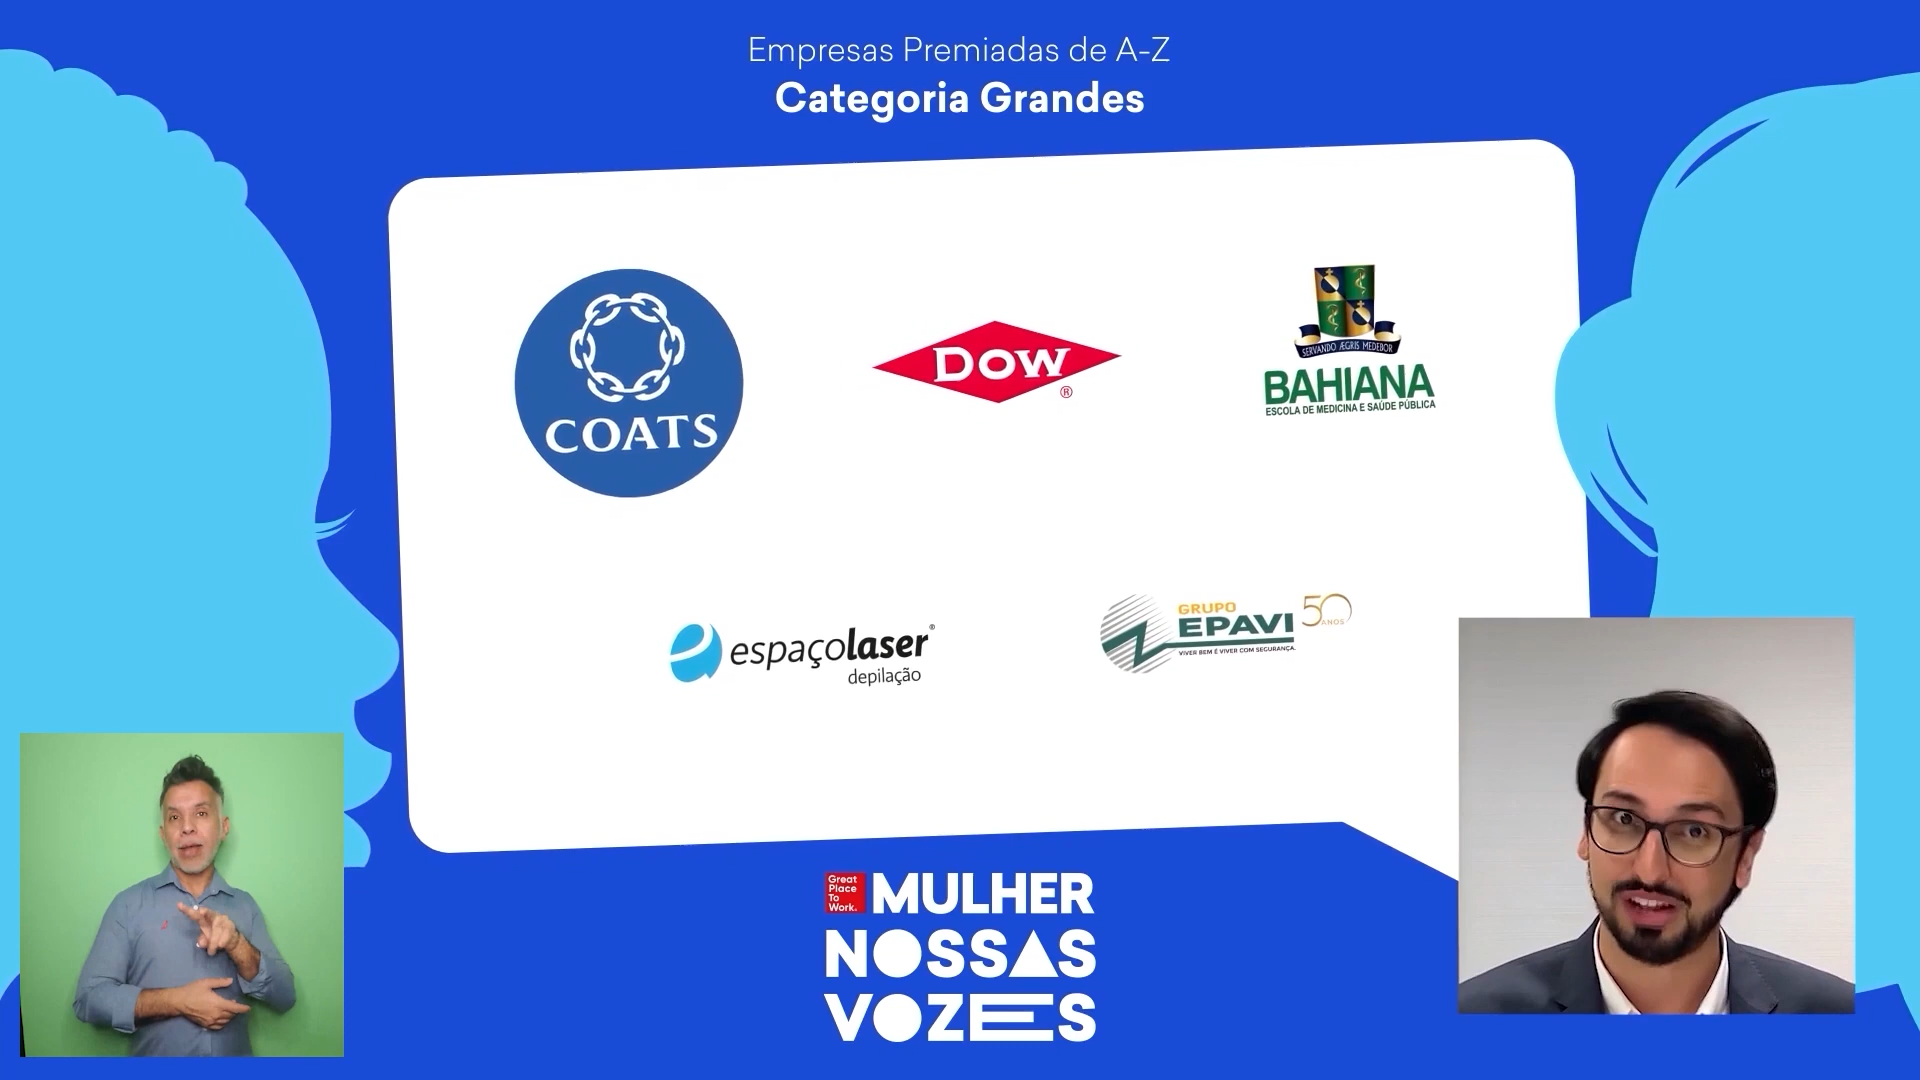 Empresas Premiadas de A-Z
Categoria Grandes
COATS
DOW
®
SERVANDO ÆGRIS MEDEBOR
BAHIANA
ESCOLA DE MEDICINA E SAÚDE PÚBLICA
espaçolaser®
depilação
GRUPO
EPAVI
VIVER BEM É VIVER COM SEGURANÇA.
50
ANOS
Great
Place
To
Work.
MULHER
NOSSAS
VOZES